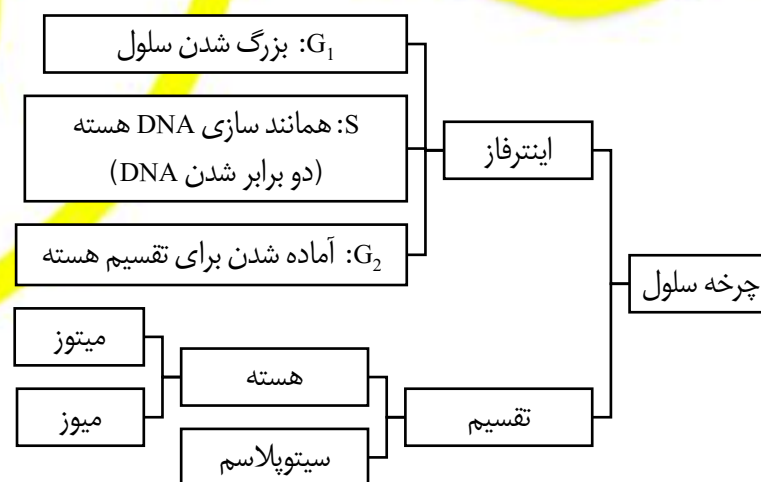 G₁: بزرگ شدن سلول
S: همانند سازی DNA هسته
(دو برابر شدن DNA)
اینترفاز
G₂: آماده شدن برای تقسیم هسته
چرخه سلول
میتوز
هسته
میوز
تقسیم
سیتوپلاسم